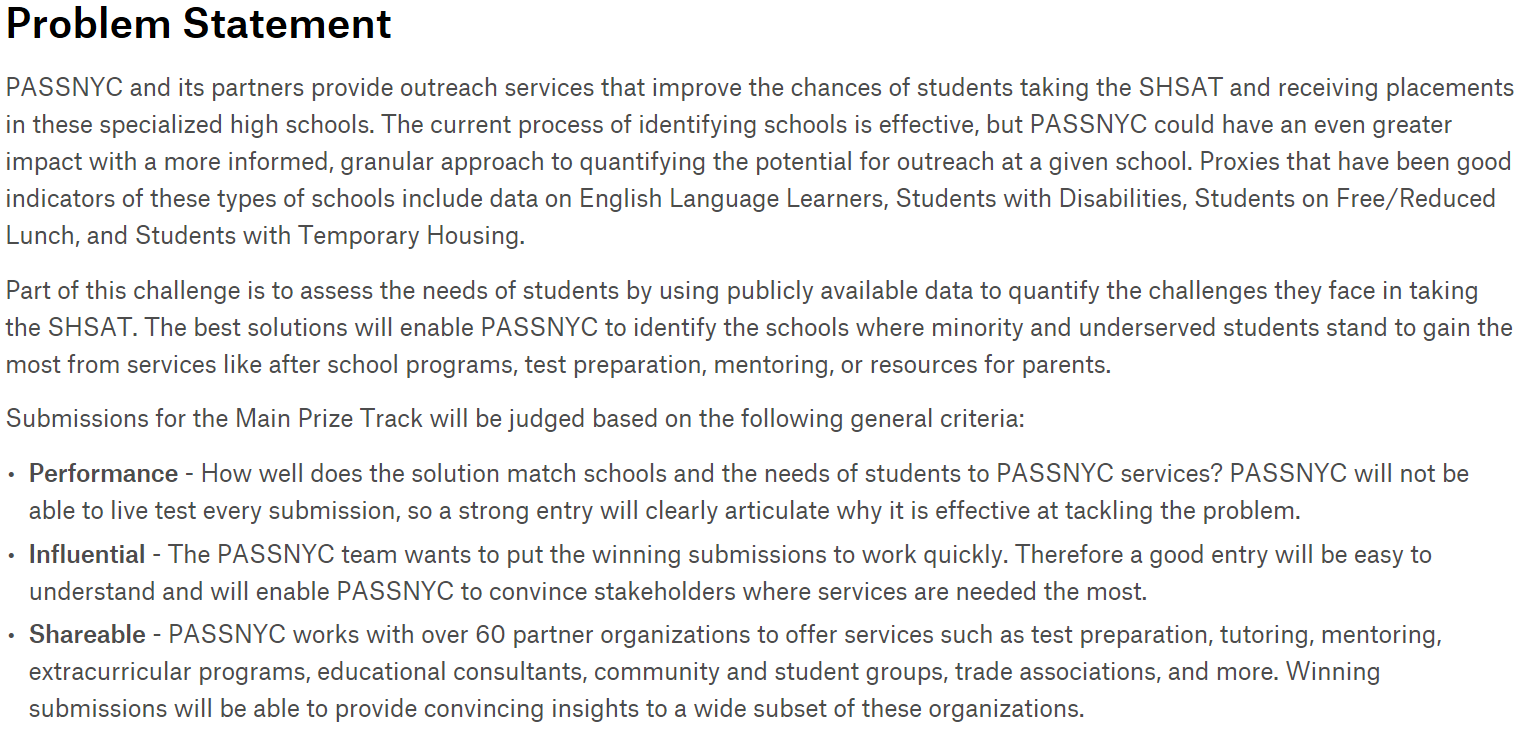 Problem Statement
PASSNYC and its partners provide outreach services that improve the chances of students taking the SHSAT and receiving placements
in these specialized high schools. The current process of identifying schools is effective, but PASSNYC could have an even greater
impact with a more informed, granular approach to quantifying the potential for outreach at a given school. Proxies that have been good
indicators of these types of schools include data on English Language Learners, Students with Disabilities, Students on Free/Reduced
Lunch, and Students with Temporary Housing.
Part of this challenge is to assess the needs of students by using publicly available data to quantify the challenges they face in taking
the SHSAT. The best solutions will enable PASSNYC to identify the schools where minority and underserved students stand to gain the
most from services like after school programs, test preparation, mentoring, or resources for parents.
Submissions for the Main Prize Track will be judged based on the following general criteria:
• Performance - How well does the solution match schools and the needs of students to PASSNYC services? PASSNYC will not be
able to live test every submission, so a strong entry will clearly articulate why it is effective at tackling the problem.
• Influential - The PASSNYC team wants to put the winning submissions to work quickly. Therefore a good entry will be easy to
understand and will enable PASSNYC to convince stakeholders where services are needed the most.
• Shareable - PASSNYC works with over 60 partner organizations to offer services such as test preparation, tutoring, mentoring,
extracurricular programs, educational consultants, community and student groups, trade associations, and more. Winning
submissions will be able to provide convincing insights to a wide subset of these organizations.